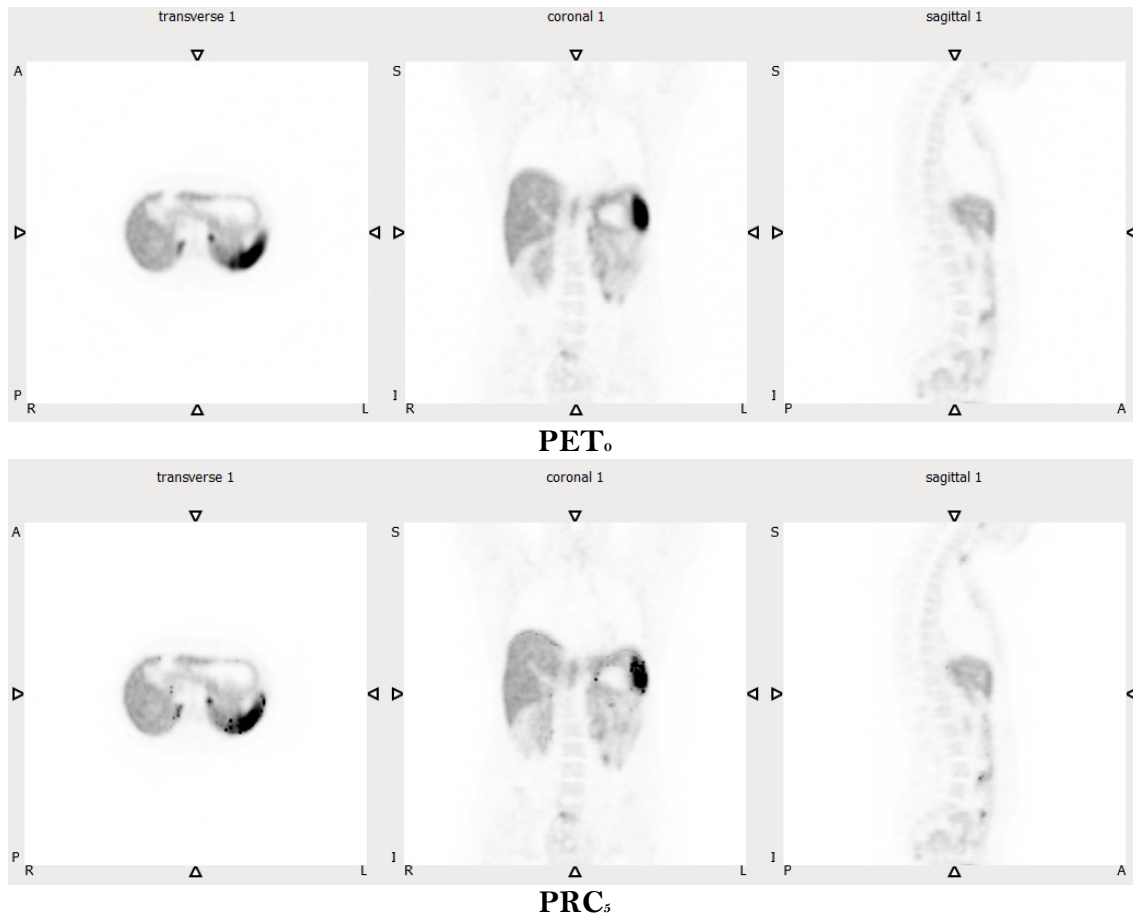 transverse 1 coronal 1 sagittal 1
A S S
P I I
R L R L P A
PET₀
transverse 1 coronal 1 sagittal 1
A S S
P I I
R L R L P A
PRC₅